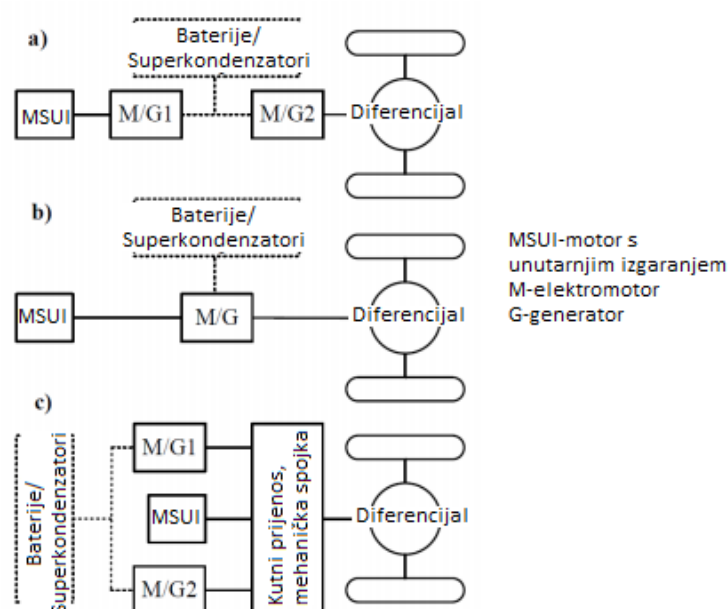 a)
Baterije/
Superkondenzatori
MSUI
M/G1
M/G2
Diferencijal
b)
Baterije/
Superkondenzatori
MSUI
M/G
Diferencijal
MSUI-motor s
unutarnjim izgaranjem
M-elektromotor
G-generator
c)
Baterije/
Superkondenzatori
M/G1
MSUI
M/G2
Kutni prijenos,
mehanička spojka
Diferencijal